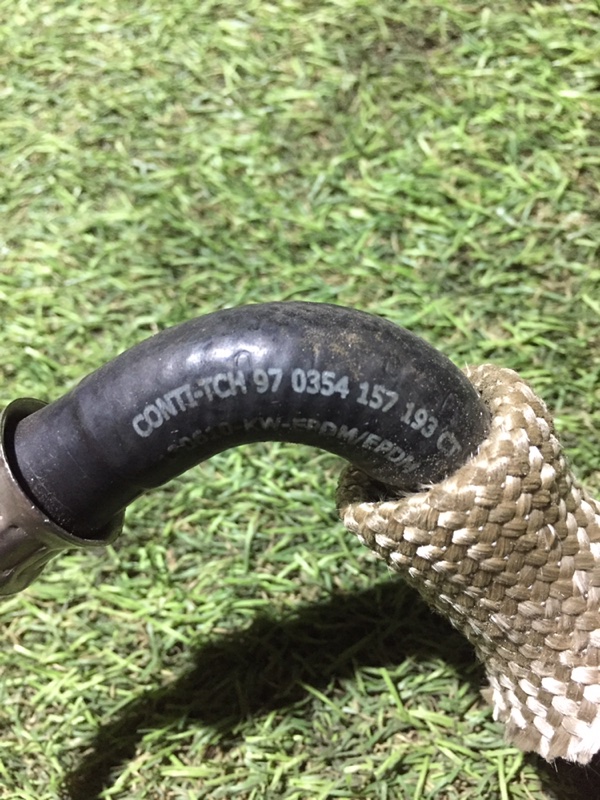 CONTI-TCH 97 0354 157 193 CT
KW-EPDM/EPDM